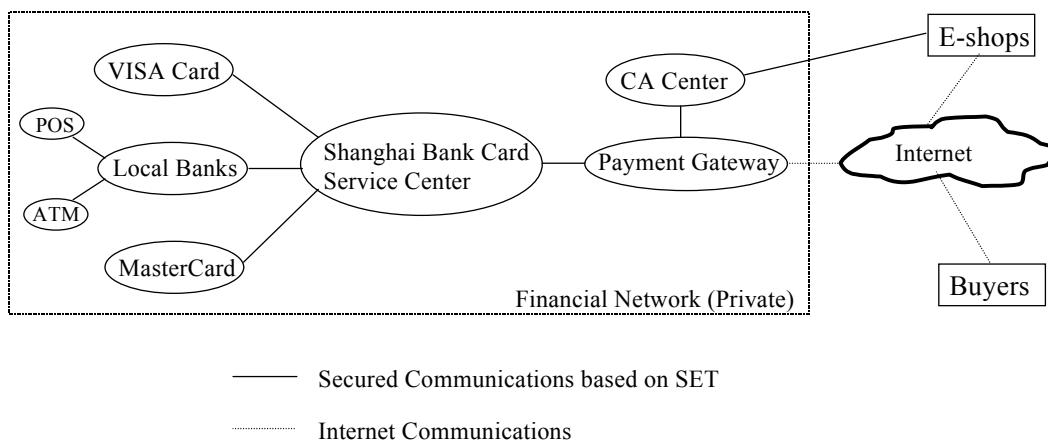 E-shops
VISA Card
CA Center
POS
Shanghai Bank Card
Service Center
Local Banks
Payment Gateway
Internet
ATM
MasterCard
Buyers
Financial Network (Private)
Secured Communications based on SET
Internet Communications